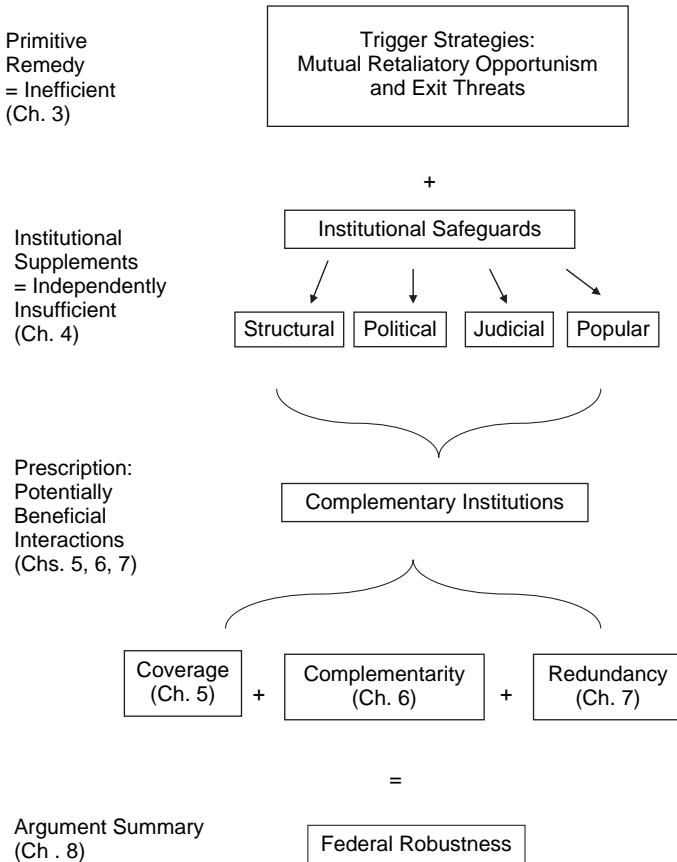 Primitive
Remedy
= Inefficient
(Ch. 3)
Trigger Strategies:
Mutual Retaliatory Opportunism
and Exit Threats
+
Institutional
Supplements
= Independently
Insufficient
(Ch. 4)
Institutional Safeguards
Structural
Political
Judicial
Popular
Prescription:
Potentially
Beneficial
Interactions
(Chs. 5, 6, 7)
Complementary Institutions
Coverage
(Ch. 5)
+
Complementarity
(Ch. 6)
+
Redundancy
(Ch. 7)
=
Argument Summary
(Ch . 8)
Federal Robustness